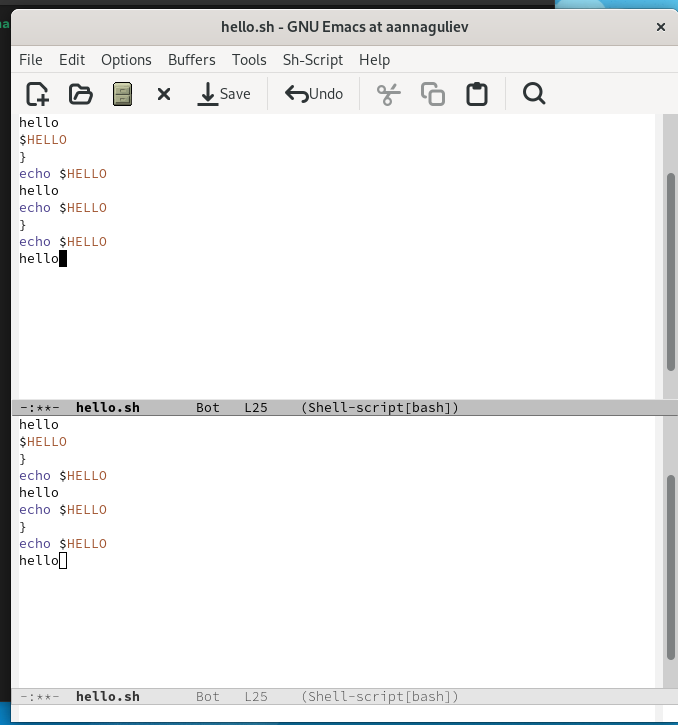 na
hello.sh - GNU Emacs at aannaguliev ×
File Edit Options Buffers Tools Sh-Script Help
Save Undo
hello
$HELLO
}
echo $HELLO
hello
echo $HELLO
}
echo $HELLO
hello
-:**- hello.sh Bot L25 (Shell-script[bash])
hello
$HELLO
}
echo $HELLO
hello
echo $HELLO
}
echo $HELLO
hello
-:**- hello.sh Bot L25 (Shell-script[bash])